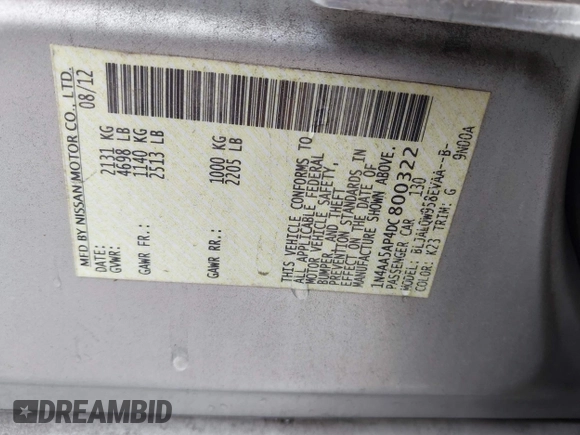 MFD BY NISSAN MOTOR CO., LTD.
DATE: 08/12
GVWR: 2131 KG
4698 LB
GAWR FR: 1140 KG
2513 LB
GAWR RR: 1000 KG
2205 LB
THIS VEHICLE CONFORMS TO
ALL APPLICABLE FEDERAL
MOTOR VEHICLE SAFETY,
BUMPER, AND THEFT
PREVENTION STANDARDS IN
EFFECT ON THE DATE OF
MANUFACTURE SHOWN ABOVE.
1N4AA5AP4DC800322
PASSENGER CAR 130
MODEL: BLJALQW958EVAA--B-
COLOR: K23 TRIM: G 9N00A
DREAMBID